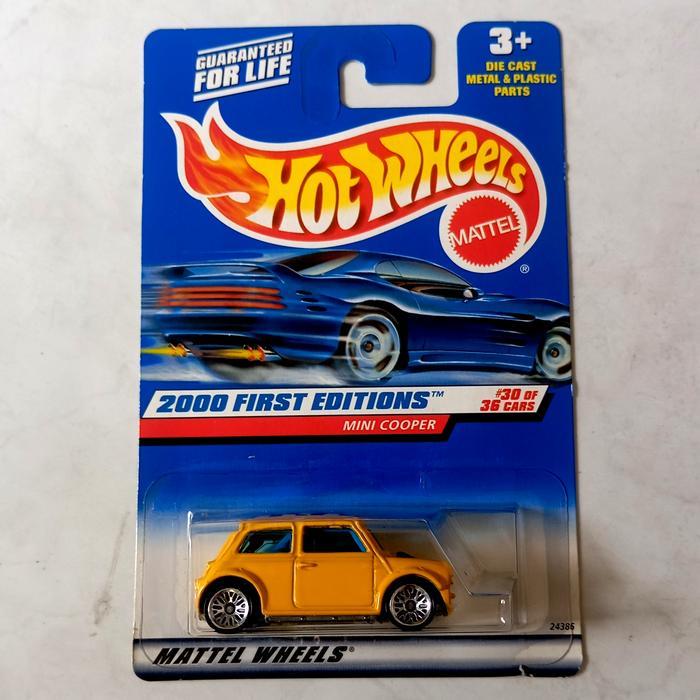 GUARANTEED
FOR LIFE
3+
DIE CAST
METAL & PLASTIC
PARTS
HOT WHEELS
MATTEL
®
2000 FIRST EDITIONS™
#30 OF
36 CARS
MINI COOPER
24386
MATTEL WHEELS®